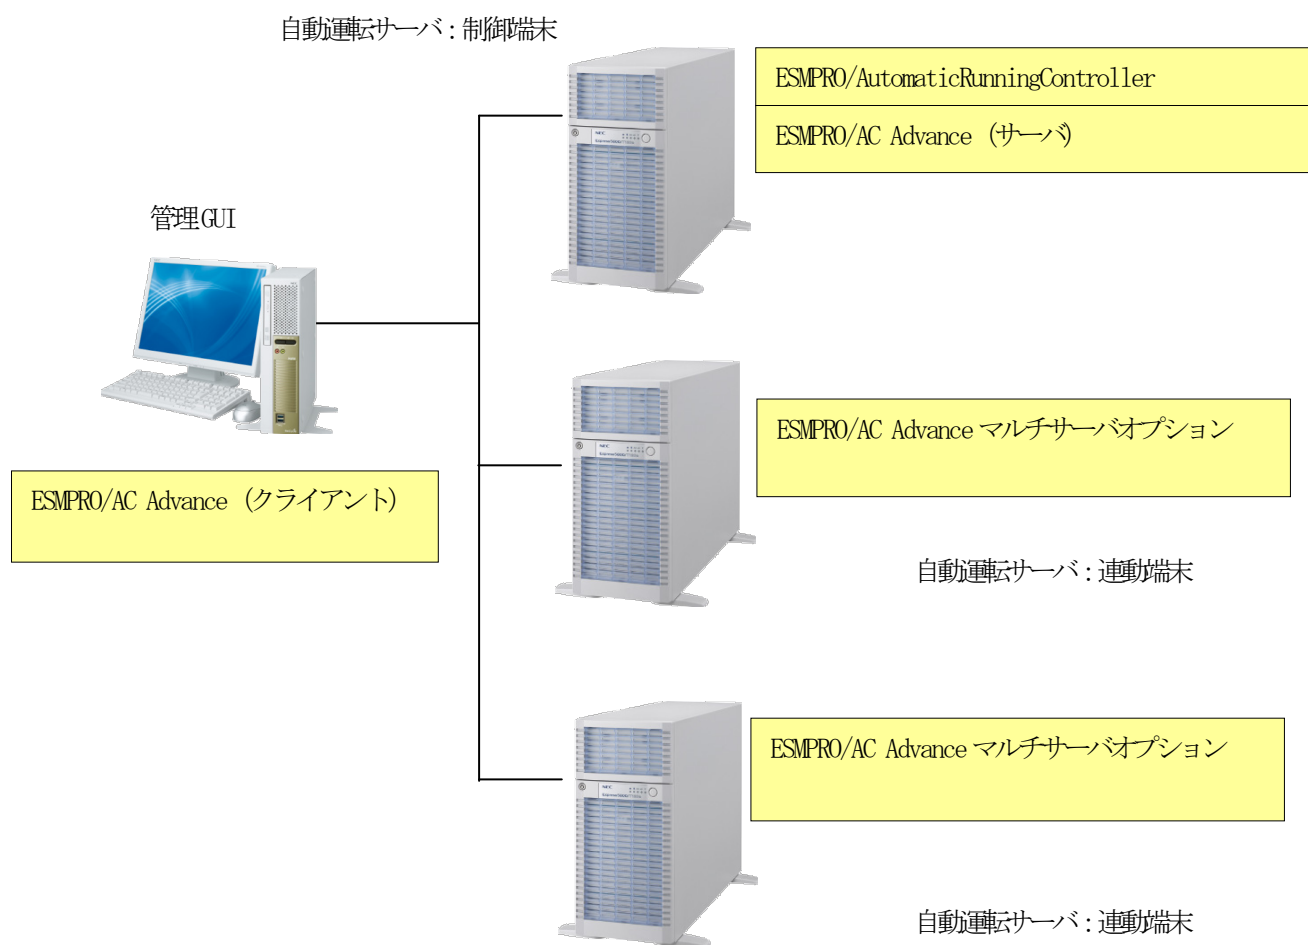 自動運転サーバ:制御端末
ESMPRO/AutomaticRunningController
ESMPRO/AC Advance (サーバ)
管理GUI
ESMPRO/AC Advance (クライアント)
ESMPRO/AC Advance マルチサーバオプション
自動運転サーバ:連動端末
ESMPRO/AC Advance マルチサーバオプション
自動運転サーバ:連動端末
NEC
NEC
NEC